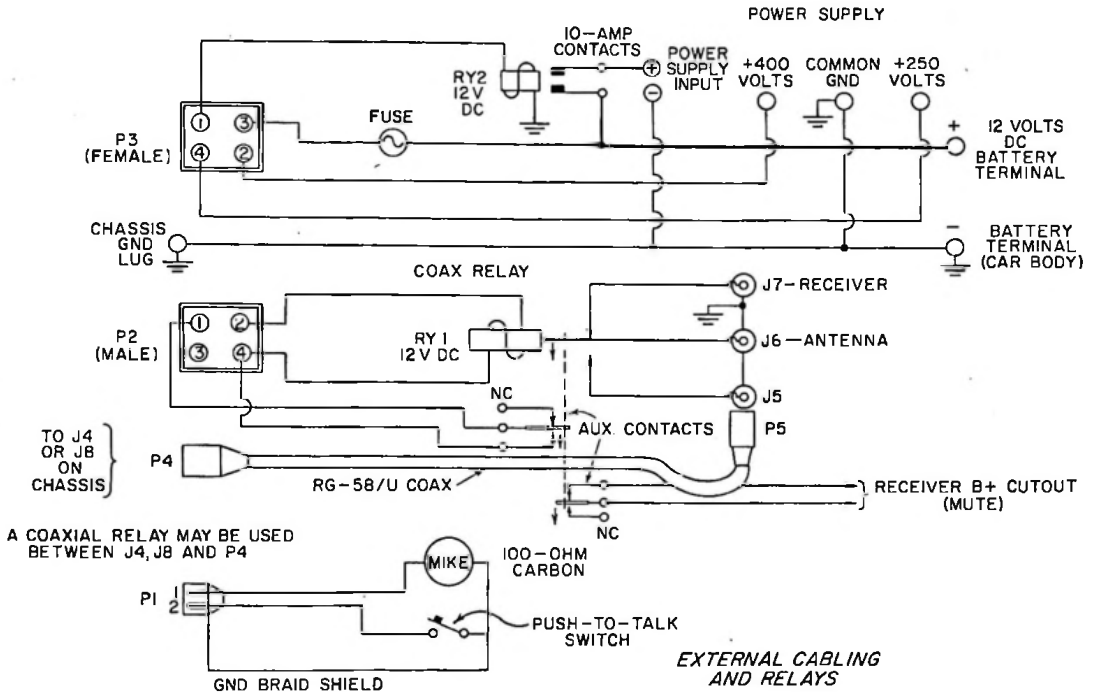 POWER SUPPLY
10-AMP
CONTACTS
POWER
SUPPLY
INPUT
+400
VOLTS
COMMON
GND
+250
VOLTS
RY2
12V
DC
+
−
P3
(FEMALE)
1
3
4
2
FUSE
+
12 VOLTS
DC
BATTERY
TERMINAL
CHASSIS
GND
LUG
−
BATTERY
TERMINAL
(CAR BODY)
COAX RELAY
P2
(MALE)
1
2
3
4
RY1
12V DC
J7-RECEIVER
J6-ANTENNA
J5
P5
NC
AUX. CONTACTS
TO J4
OR J8
ON
CHASSIS
P4
RG-58/U COAX
RECEIVER B+ CUTOUT
(MUTE)
NC
A COAXIAL RELAY MAY BE USED
BETWEEN J4, J8 AND P4
MIKE
100-OHM
CARBON
P1
1
2
PUSH-TO-TALK
SWITCH
GND BRAID SHIELD
EXTERNAL CABLING
AND RELAYS